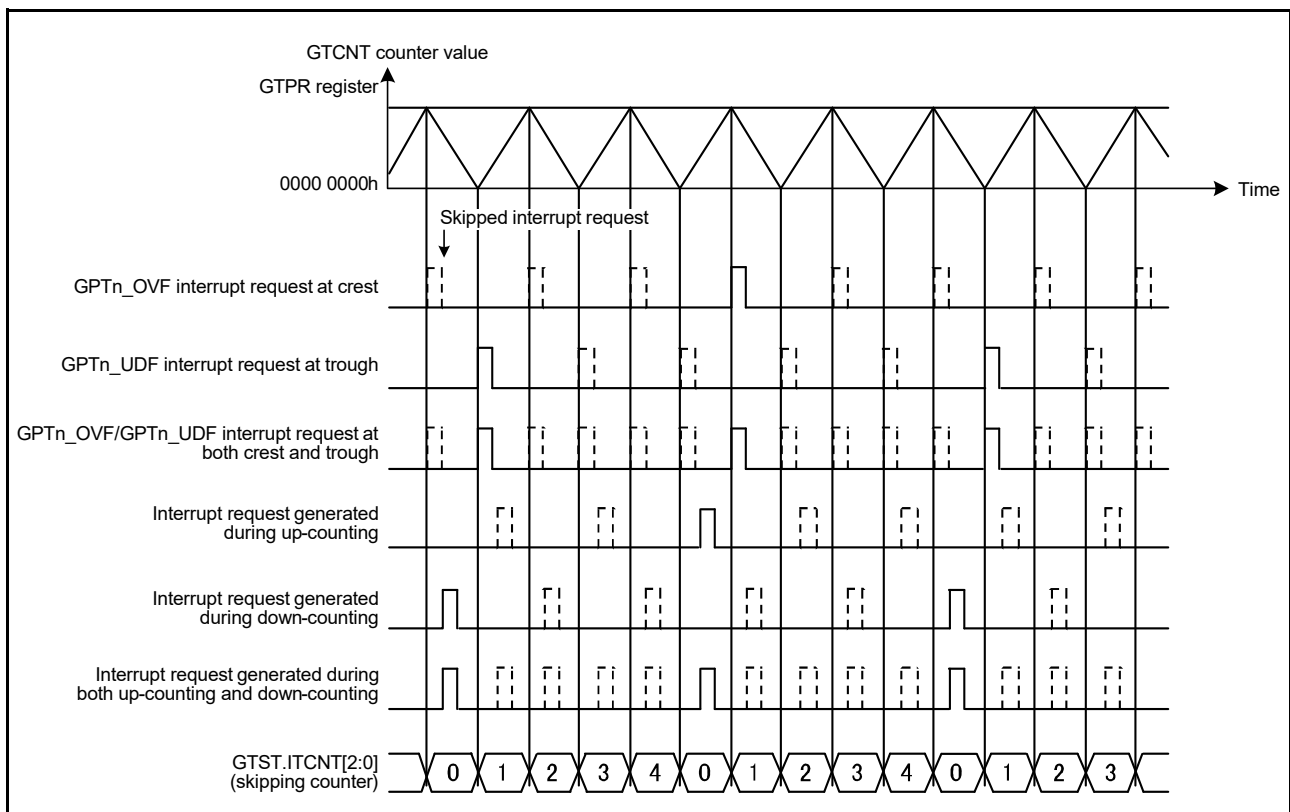 GTCNT counter value
GTPR register
0000 0000h
Time
Skipped interrupt request
GPTn_OVF interrupt request at crest
GPTn_UDF interrupt request at trough
GPTn_OVF/GPTn_UDF interrupt request at
both crest and trough
Interrupt request generated
during up-counting
Interrupt request generated
during down-counting
Interrupt request generated during
both up-counting and down-counting
GTST.ITCNT[2:0]
(skipping counter)
0 1 2 3 4 0 1 2 3 4 0 1 2 3